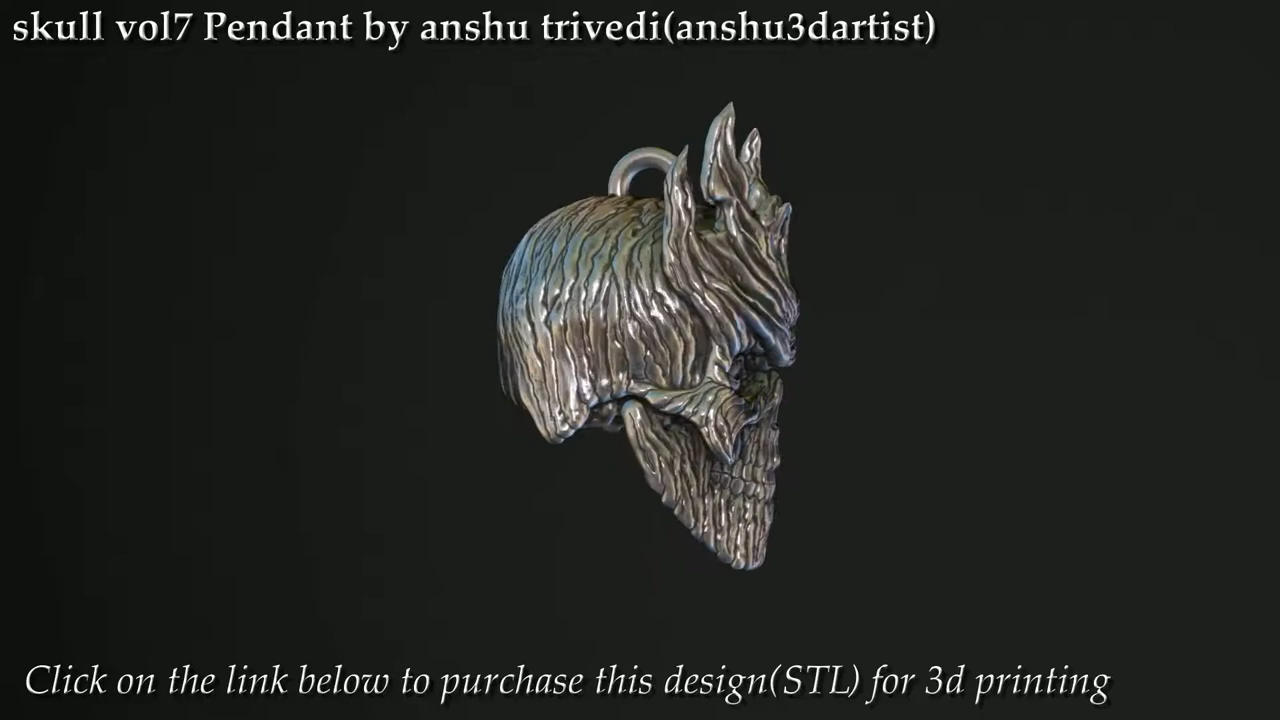 skull vol7 Pendant by anshu trivedi(anshu3dartist)
Click on the link below to purchase this design(STL) for 3d printing